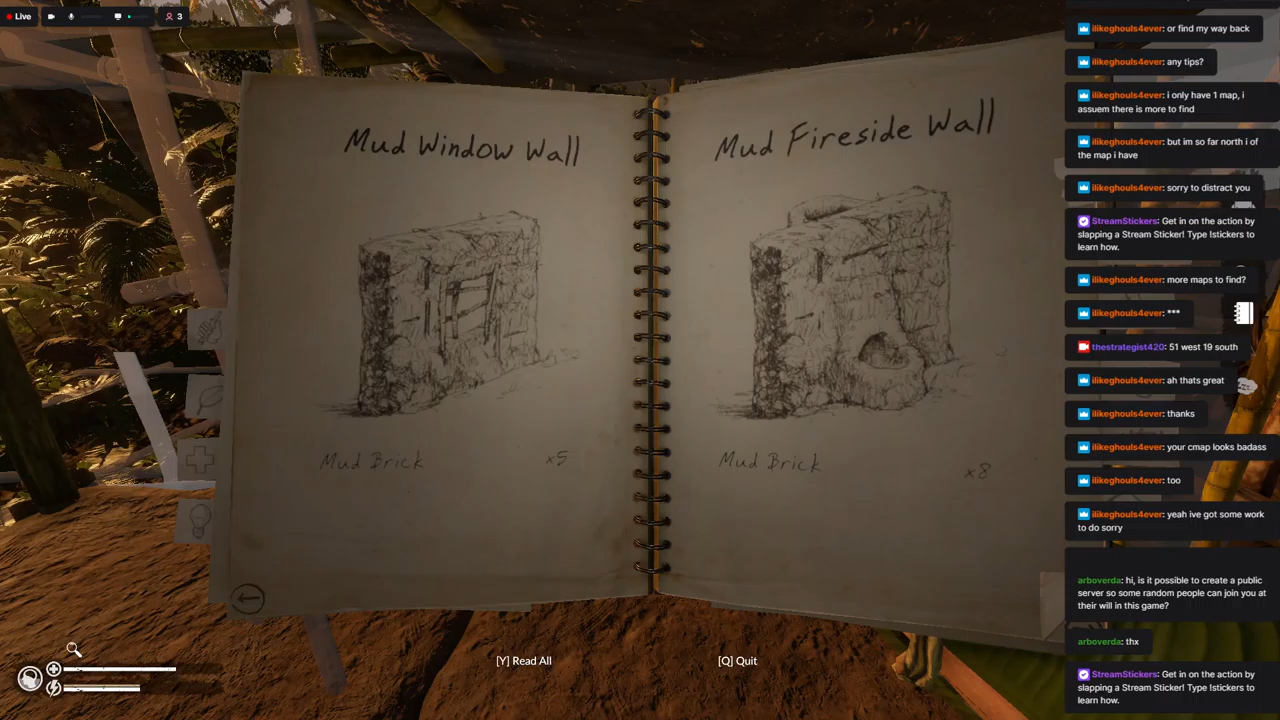 Live
3
Mud Window Wall
Mud Brick x5
Mud Fireside Wall
Mud Brick x8
[Y] Read All
[Q] Quit
ilikeghouls4ever: or find my way back
ilikeghouls4ever: any tips?
ilikeghouls4ever: i only have 1 map, i
assuem there is more to find
ilikeghouls4ever: but im so far north i of
the map i have
ilikeghouls4ever: sorry to distract you
StreamStickers: Get in on the action by
slapping a Stream Sticker! Type !stickers to
learn how.
ilikeghouls4ever: more maps to find?
ilikeghouls4ever: ***
thestrategist420: 51 west 19 south
ilikeghouls4ever: ah thats great
ilikeghouls4ever: thanks
ilikeghouls4ever: your cmap looks badass
ilikeghouls4ever: too
ilikeghouls4ever: yeah ive got some work
to do sorry
arboverda: hi, is it possible to create a public
server so some random people can join you at
their will in this game?
arboverda: thx
StreamStickers: Get in on the action by
slapping a Stream Sticker! Type !stickers to
learn how.